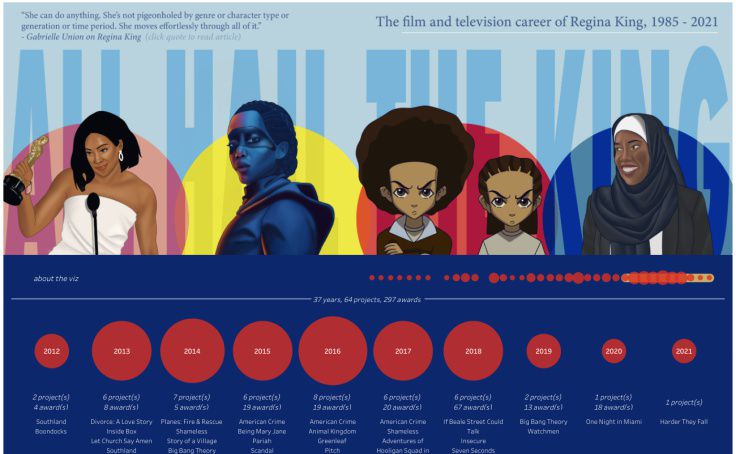 "She can do anything. She's not pigeonholed by genre or character type or
generation or time period. She moves effortlessly through all of it."
- Gabrielle Union on Regina King (click quote to read article)
The film and television career of Regina King, 1985 - 2021
ALL HAIL THE KING
about the viz
37 years, 64 projects, 297 awards
2012 2013 2014 2015 2016 2017 2018 2019 2020 2021
2 project(s) 6 project(s) 7 project(s) 6 project(s) 8 project(s) 6 project(s) 6 project(s) 2 project(s) 1 project(s) 1 project(s)
4 award(s) 8 award(s) 5 award(s) 19 award(s) 19 award(s) 20 award(s) 67 award(s) 13 award(s) 18 award(s)
Southland
Boondocks
Divorce: A Love Story
Inside Box
Let Church Say Amen
Southland
Planes: Fire & Rescue
Shameless
Story of a Village
Big Bang Theory
American Crime
Being Mary Jane
Pariah
Scandal
American Crime
Animal Kingdom
Greenleaf
Pitch
American Crime
Shameless
Adventures of
Hooligan Squad in
If Beale Street Could
Talk
Insecure
Seven Seconds
Big Bang Theory
Watchmen
One Night in Miami
Harder They Fall